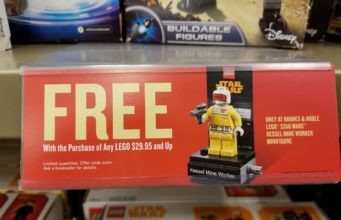 BUILDABLE
FIGURES
Disney
FREE
With the Purchase of Any LEGO $29.95 and Up
Limited quantities. Offer ends soon.
Ask a bookseller for details.
LEGO
STAR WARS
Kessel Mine Worker
ONLY AT BARNES & NOBLE
LEGO® STAR WARS™
KESSEL MINE WORKER
MINIFIGURE
STAR WARS